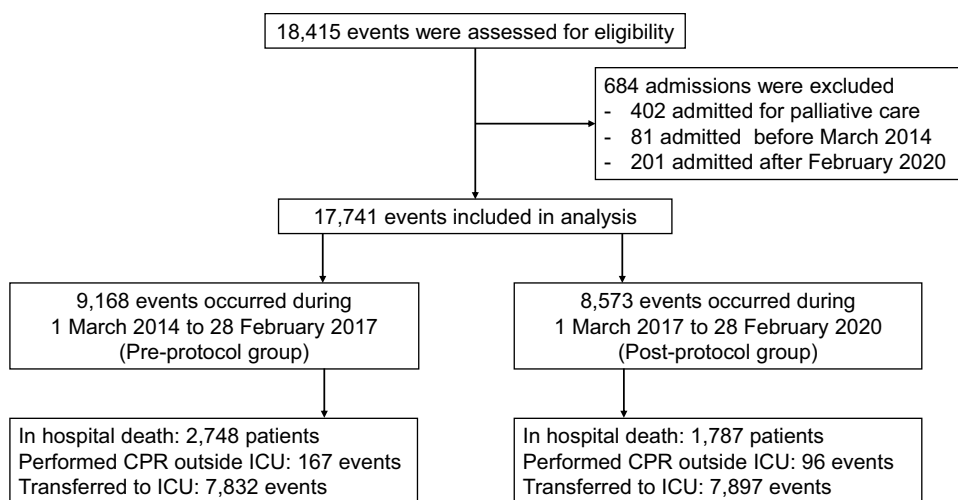 18,415 events were assessed for eligibility
684 admissions were excluded
- 402 admitted for palliative care
- 81 admitted before March 2014
- 201 admitted after February 2020
17,741 events included in analysis
9,168 events occurred during
1 March 2014 to 28 February 2017
(Pre-protocol group)
8,573 events occurred during
1 March 2017 to 28 February 2020
(Post-protocol group)
In hospital death: 2,748 patients
Performed CPR outside ICU: 167 events
Transferred to ICU: 7,832 events
In hospital death: 1,787 patients
Performed CPR outside ICU: 96 events
Transferred to ICU: 7,897 events